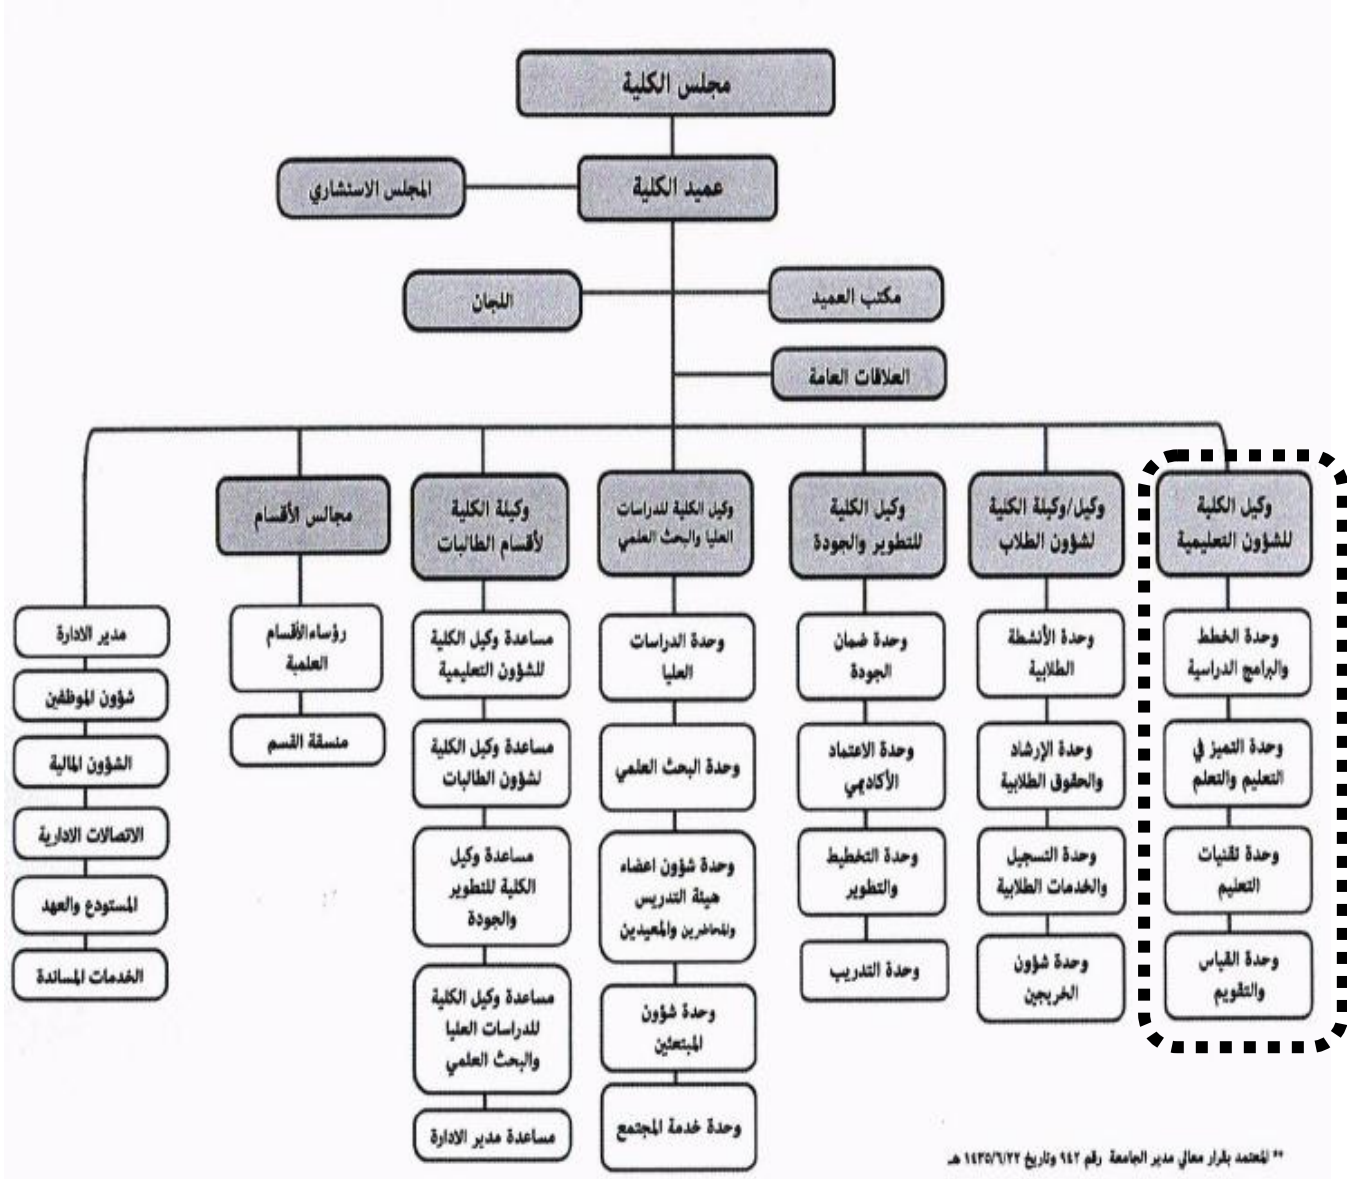 مجلس الكلية
عميد الكلية
المجلس الاستشاري
مكتب العميد
اللجان
العلاقات العامة
وكيل الكلية
للشؤون التعليمية
وحدة الخطط
والبرامج الدراسية
وحدة التميز في
التعليم والتعلم
وحدة تقنيات
التعليم
وحدة القياس
والتقويم
وكيل/وكيلة الكلية
لشؤون الطلاب
وحدة الأنشطة
الطلابية
وحدة الإرشاد
والحقوق الطلابية
وحدة التسجيل
والخدمات الطلابية
وحدة شؤون
الخريجين
وكيل الكلية
للتطوير والجودة
وحدة ضمان
الجودة
وحدة الاعتماد
الأكاديمي
وحدة التخطيط
والتطوير
وحدة التدريب
وكيل الكلية للدراسات
العليا والبحث العلمي
وحدة الدراسات
العليا
وحدة البحث العلمي
وحدة شؤون اعضاء
هيئة التدريس
والمحاضرين والمعيدين
وحدة شؤون
المبتعثين
وحدة خدمة المجتمع
وكيلة الكلية
لأقسام الطالبات
مساعدة وكيل الكلية
للشؤون التعليمية
مساعدة وكيل الكلية
لشؤون الطالبات
مساعدة وكيل
الكلية للتطوير
والجودة
مساعدة وكيل الكلية
للدراسات العليا
والبحث العلمي
مساعدة مدير الادارة
مجالس الأقسام
رؤساء الأقسام
العلمية
منسقة القسم
مدير الادارة
شؤون الموظفين
الشؤون المالية
الاتصالات الادارية
المستودع والعهد
الخدمات المساندة
** المعتمد بقرار معالي مدير الجامعة رقم ٩٤٢ وتاريخ ١٤٣٥/٦/٢٢ هـ